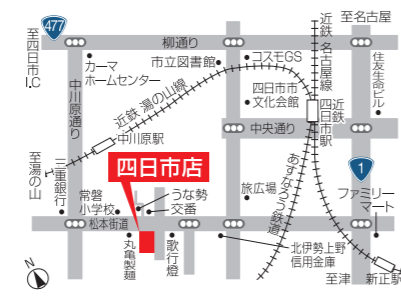 477
至四日市I.C
柳通り
近鉄名古屋線
至名古屋
1
カーマ
ホームセンター
市立図書館
コスモGS
中川原通り
近鉄 湯の山線
四日市市
文化会館
住友生命ビル
中川原駅
中央通り
近鉄
四日市駅
至湯の山
三重銀行
四日市店
常磐
小学校
うな勢
交番
旅広場
あすなろう鉄道
1
ファミリー
マート
松本街道
丸亀製麺
歌行燈
北伊勢上野
信用金庫
N
至津
新正駅